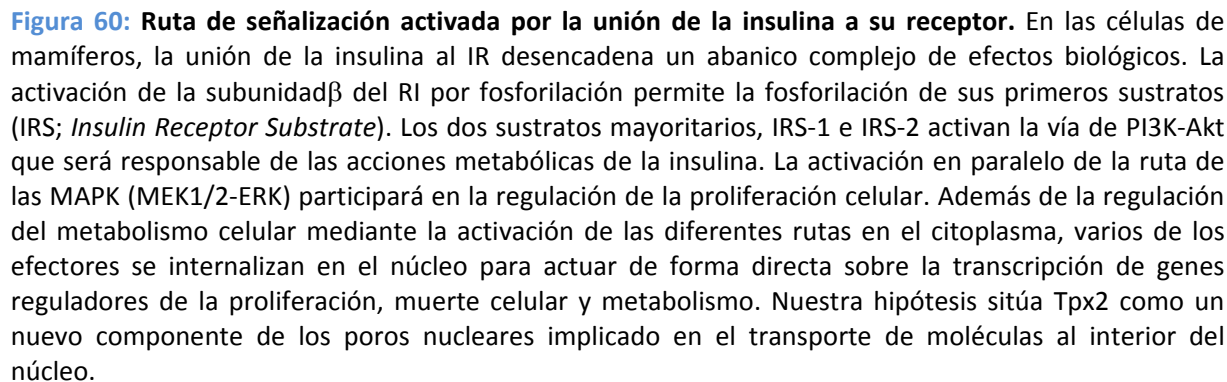 Figura 60: Ruta de señalización activada por la unión de la insulina a su receptor. En las células de
mamíferos, la unión de la insulina al IR desencadena un abanico complejo de efectos biológicos. La
activación de la subunidadβ del RI por fosforilación permite la fosforilación de sus primeros sustratos
(IRS; Insulin Receptor Substrate). Los dos sustratos mayoritarios, IRS-1 e IRS-2 activan la vía de PI3K-Akt
que será responsable de las acciones metabólicas de la insulina. La activación en paralelo de la ruta de
las MAPK (MEK1/2-ERK) participará en la regulación de la proliferación celular. Además de la regulación
del metabolismo celular mediante la activación de las diferentes rutas en el citoplasma, varios de los
efectores se internalizan en el núcleo para actuar de forma directa sobre la transcripción de genes
reguladores de la proliferación, muerte celular y metabolismo. Nuestra hipótesis sitúa Tpx2 como un
nuevo componente de los poros nucleares implicado en el transporte de moléculas al interior del
núcleo.